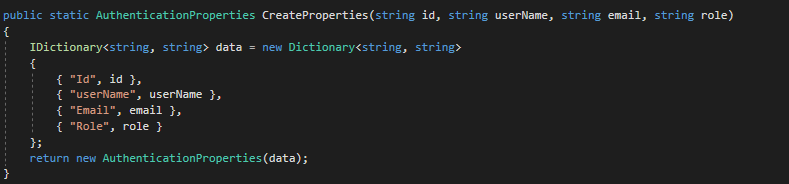 public static AuthenticationProperties CreateProperties(string id, string userName, string email, string role)
{
    IDictionary<string, string> data = new Dictionary<string, string>
    {
        { "Id", id },
        { "userName", userName },
        { "Email", email },
        { "Role", role }
    };
    return new AuthenticationProperties(data);
}